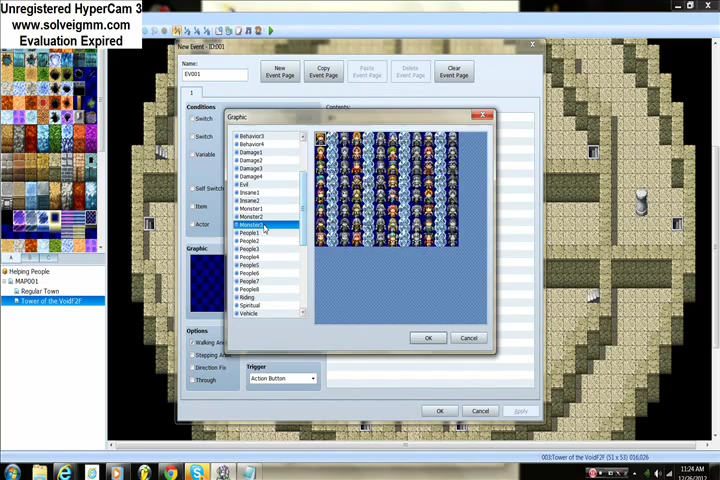 Unregistered HyperCam 3
www.solveigmm.com
Evaluation Expired
New Event - ID:001
Name:
EV001
New
Event Page
Copy
Event Page
Paste
Event Page
Delete
Event Page
Clear
Event Page
1
Conditions
Switch
Switch
Variable
Self Switch
Item
Actor
Graphic
Contents:
Graphic
Behavior3
Behavior4
Damage1
Damage2
Damage3
Damage4
Evil
Insane1
Insane2
Monster1
Monster2
Monster3
People1
People2
People3
People4
People5
People6
People7
People8
Riding
Spiritual
Vehicle
OK
Cancel
Options
Stepping
Direction Fix
Through
Trigger
Action Button
OK
Cancel
Apply
A
B
C
Helping People
MAP001
Regular Town
Tower of the VoidF2F
003:Tower of the VoidF2F (51 x 53)
11:24 AM
12/26/2012